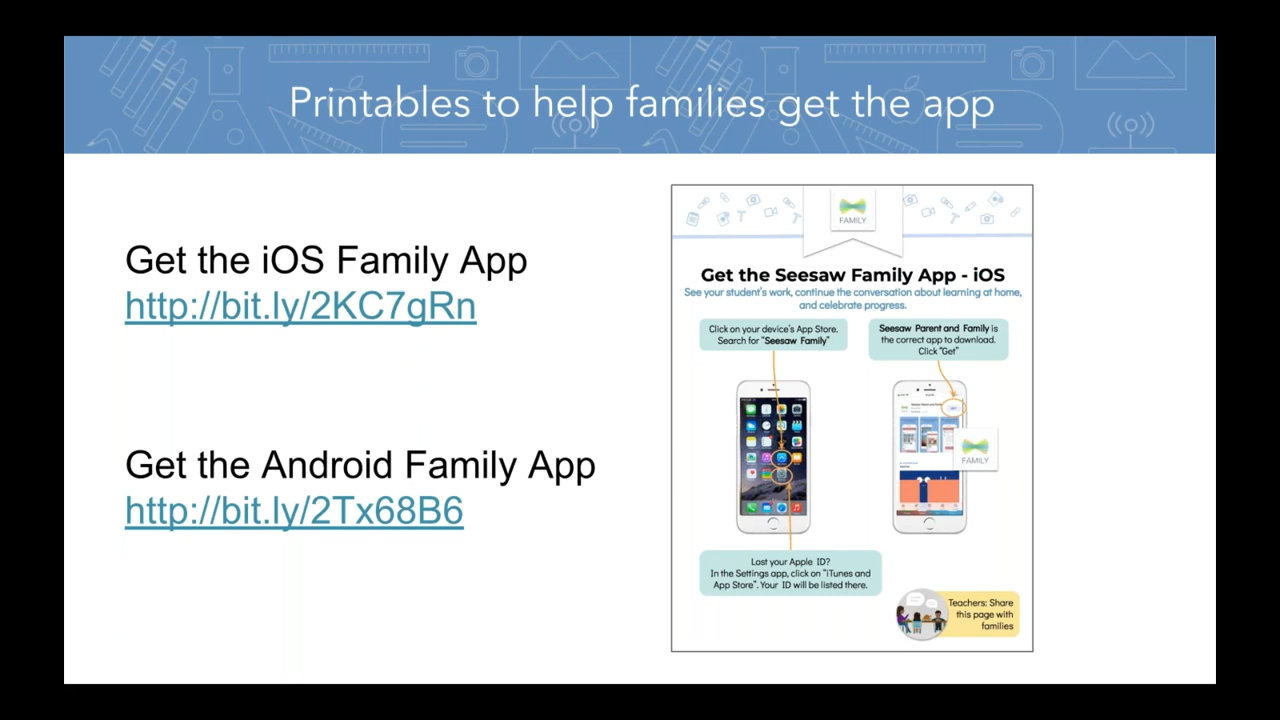 Printables to help families get the app
Get the iOS Family App
http://bit.ly/2KC7gRn
Get the Android Family App
http://bit.ly/2Tx68B6
FAMILY
Get the Seesaw Family App - iOS
See your student's work, continue the conversation about learning at home,
and celebrate progress.
Click on your device's App Store.
Search for "Seesaw Family"
Seesaw Parent and Family is
the correct app to download.
Click "Get"
FAMILY
Lost your Apple ID?
In the Settings app, click on "iTunes and
App Store". Your ID will be listed there.
Teachers: Share
this page with
families